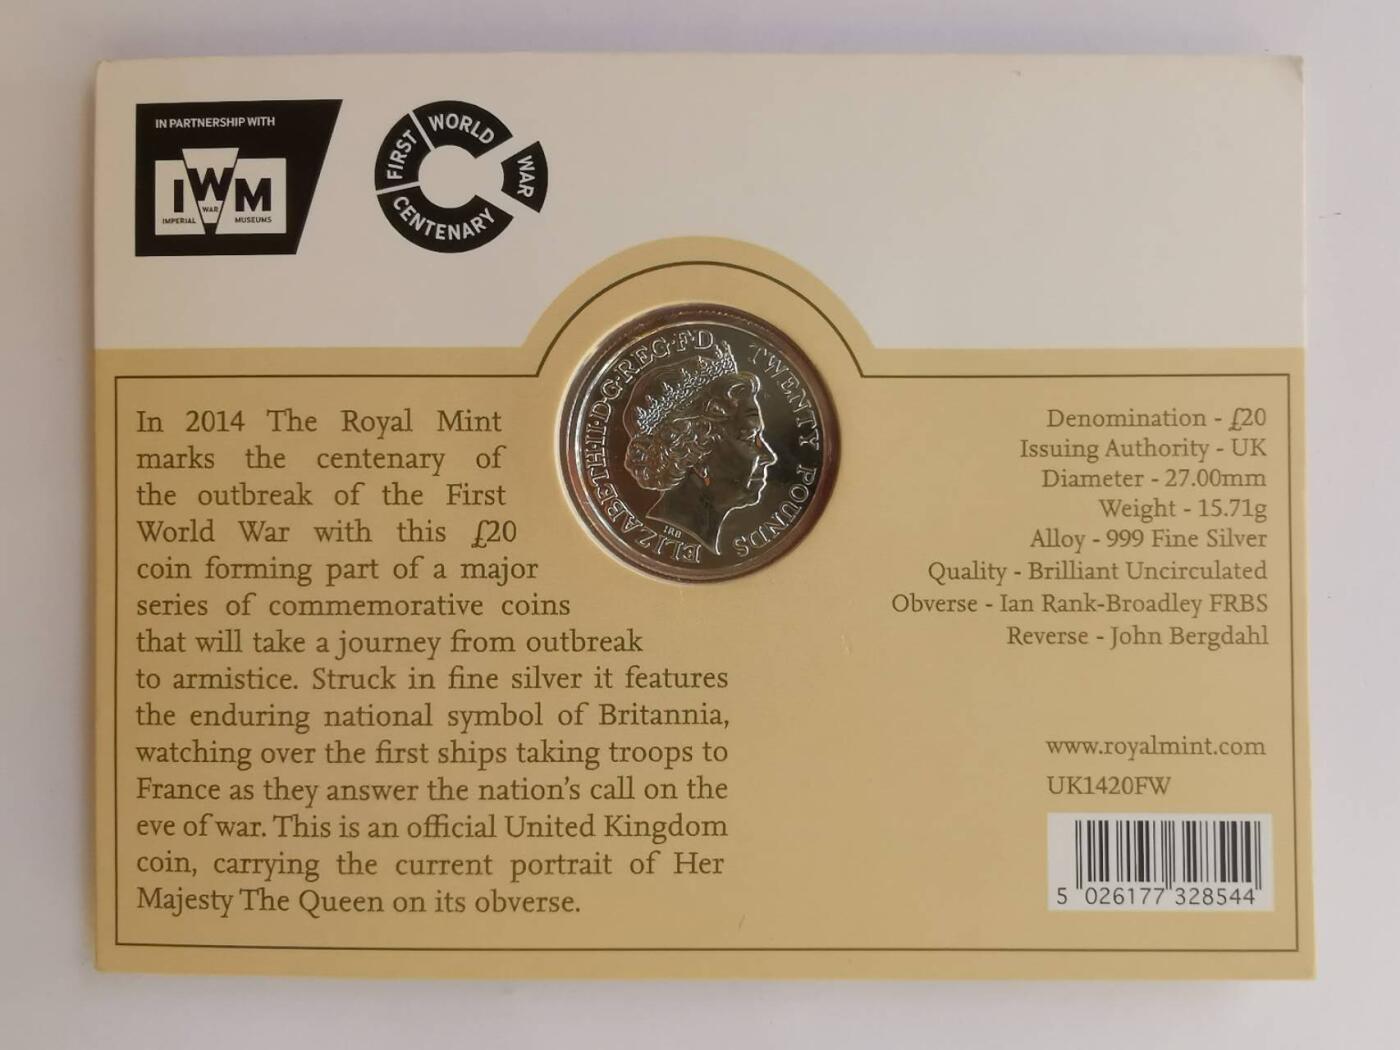 IN PARTNERSHIP WITH
IWM
IMPERIAL WAR MUSEUMS
FIRST WORLD WAR CENTENARY
ELIZABETH·II·D·G·REG·F·D TWENTY POUNDS
IRB
In 2014 The Royal Mint
marks the centenary of
the outbreak of the First
World War with this £20
coin forming part of a major
series of commemorative coins
that will take a journey from outbreak
to armistice. Struck in fine silver it features
the enduring national symbol of Britannia,
watching over the first ships taking troops to
France as they answer the nation's call on the
eve of war. This is an official United Kingdom
coin, carrying the current portrait of Her
Majesty The Queen on its obverse.
Denomination - £20
Issuing Authority - UK
Diameter - 27.00mm
Weight - 15.71g
Alloy - 999 Fine Silver
Quality - Brilliant Uncirculated
Obverse - Ian Rank-Broadley FRBS
Reverse - John Bergdahl
www.royalmint.com
UK1420FW
5 026177 328544